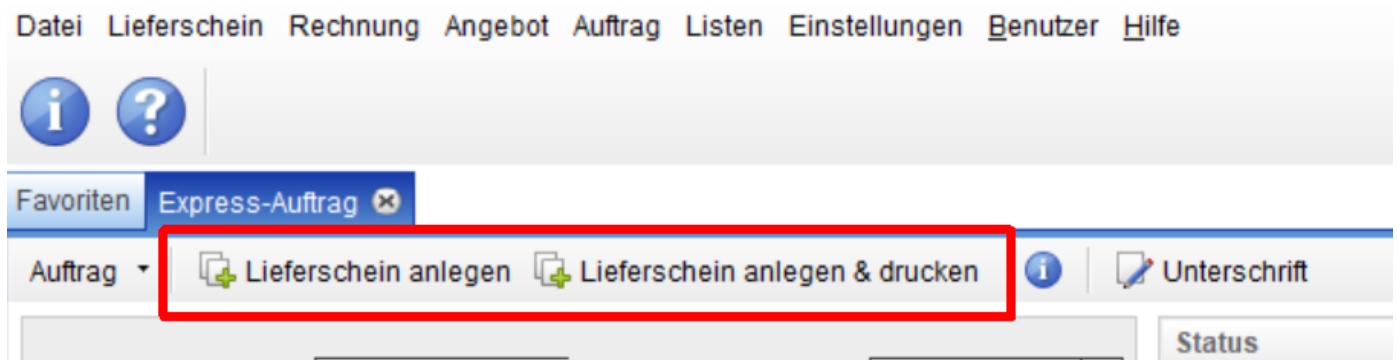 Datei Lieferschein Rechnung Angebot Auftrag Listen Einstellungen Benutzer Hilfe
i ?
Favoriten Express-Auftrag
Auftrag Lieferschein anlegen Lieferschein anlegen & drucken i Unterschrift
Status